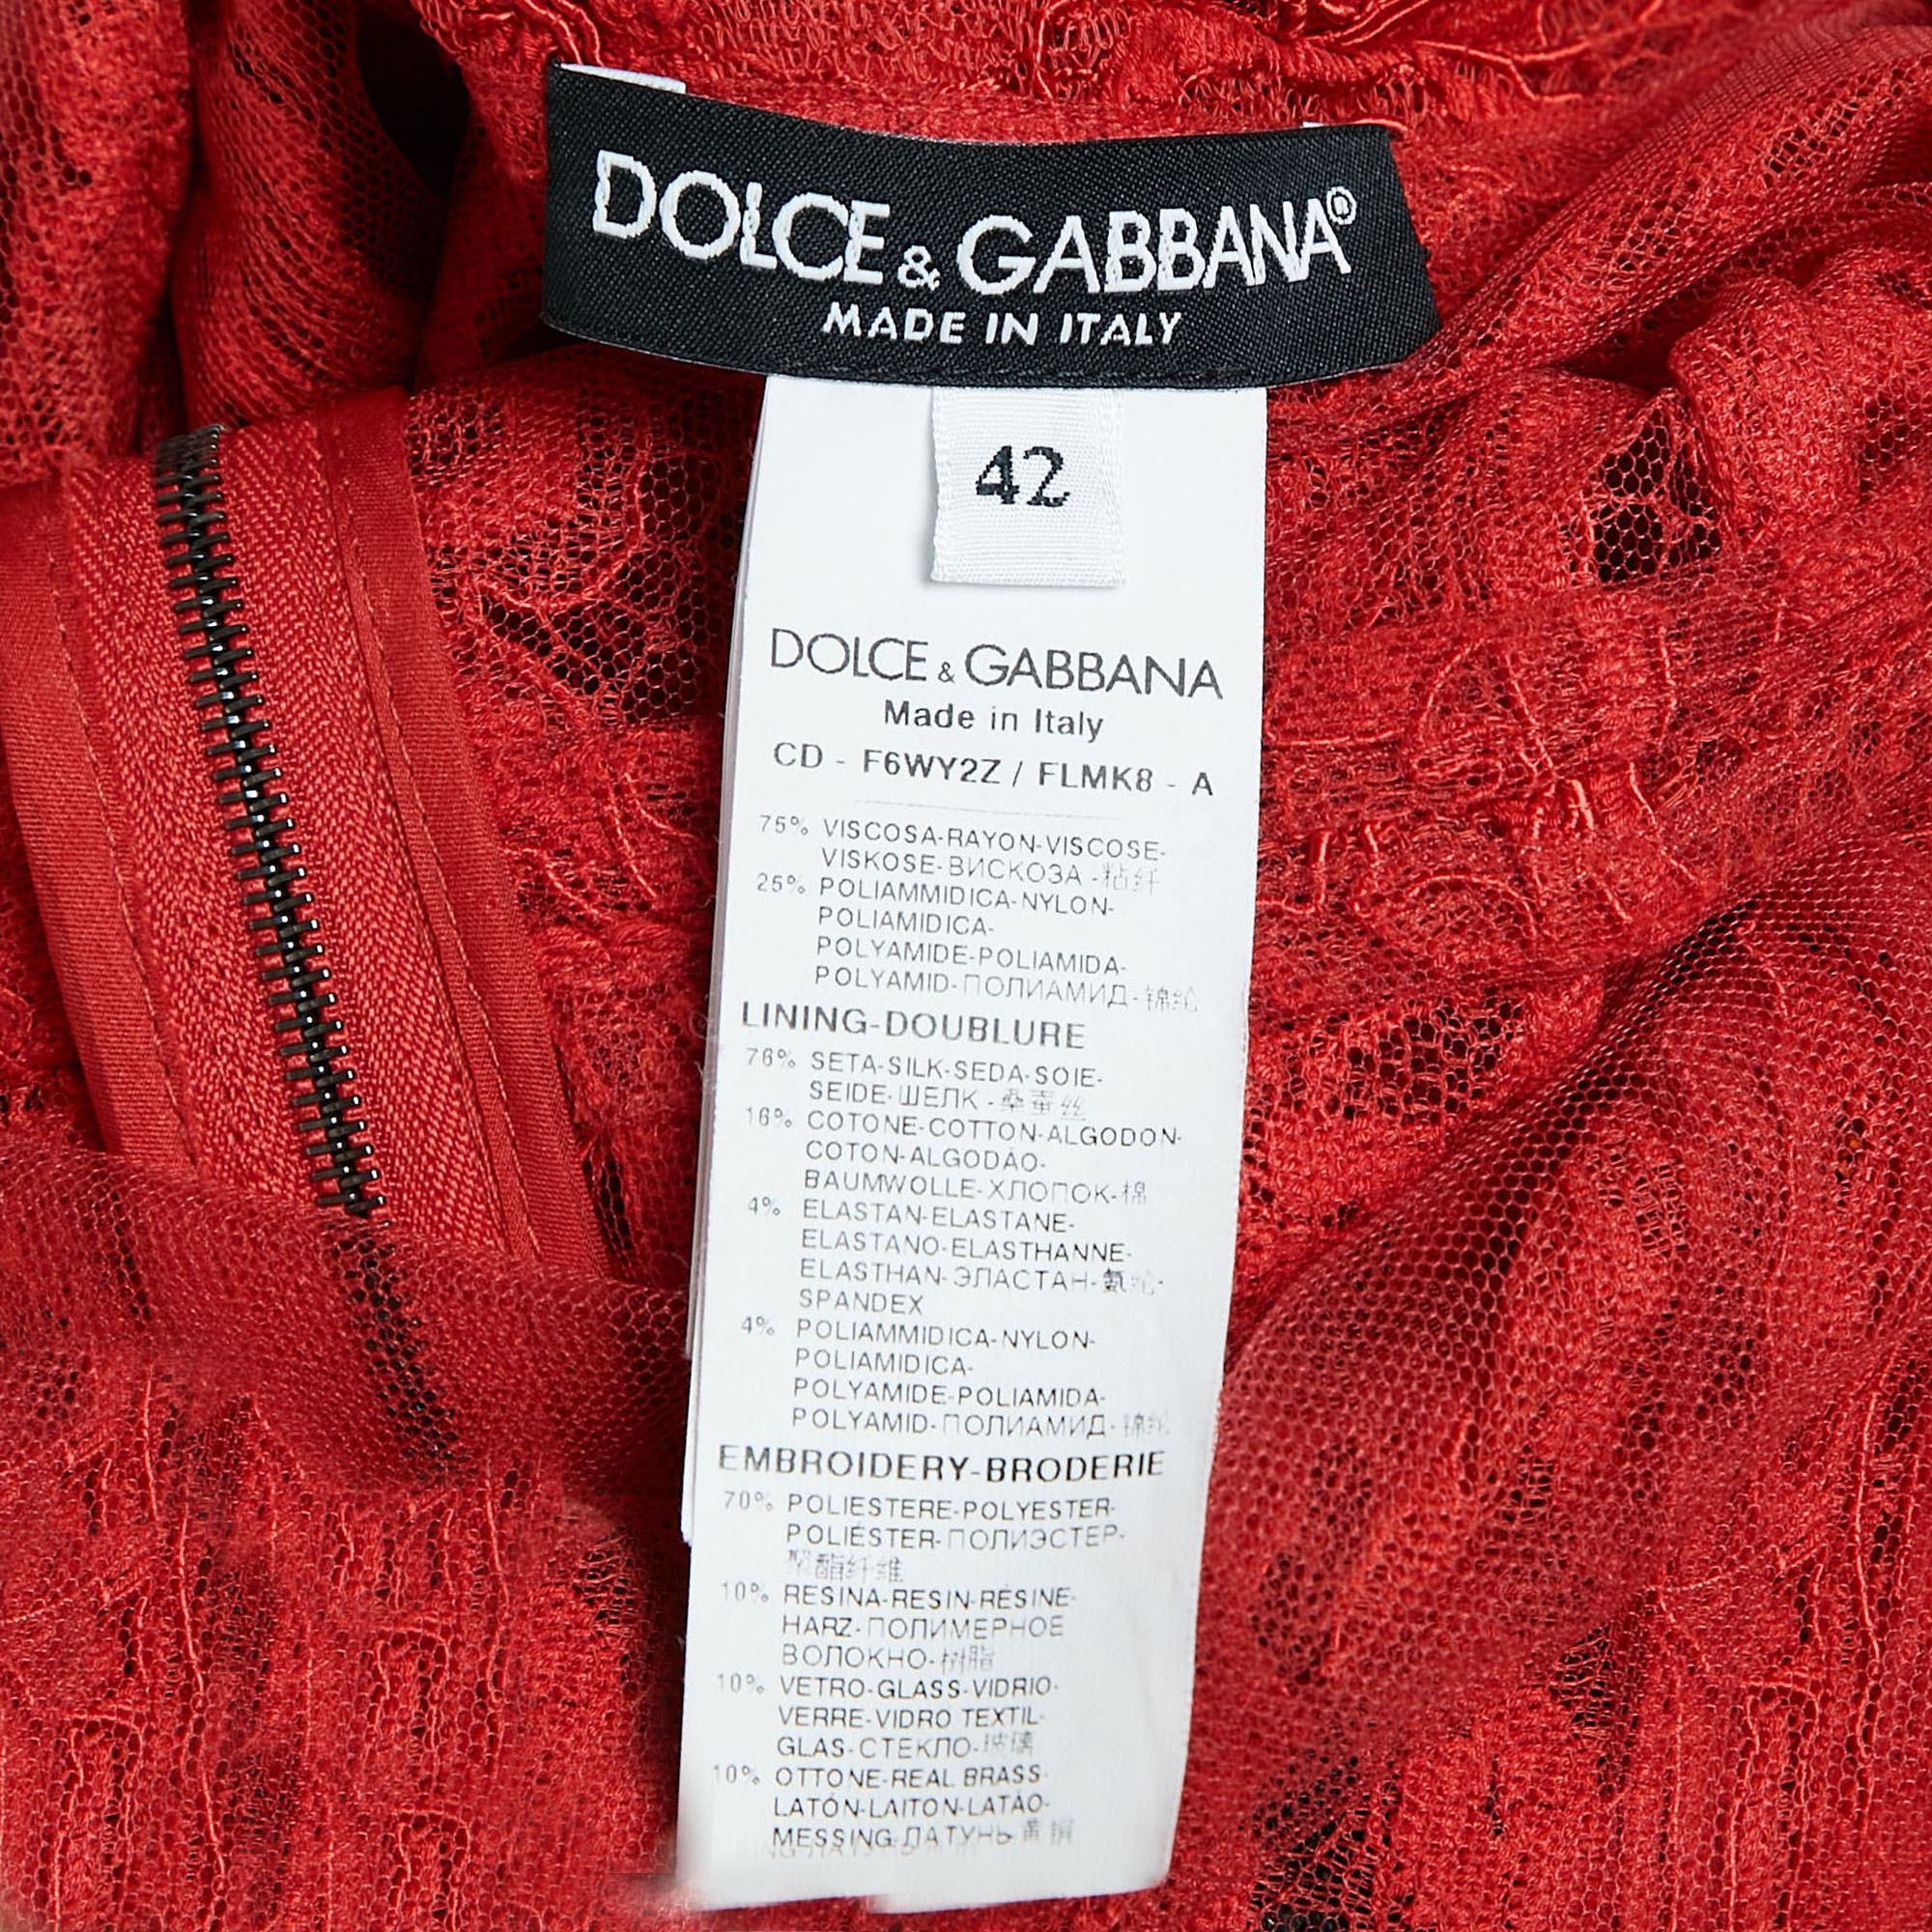 DOLCE & GABBANA®
MADE IN ITALY
42
DOLCE & GABBANA
Made in Italy
CD - F6WY2Z / FLMK8 - A
75% VISCOSA-RAYON-VISCOSE-
VISKOSE-ВИСКОЗА -粘纤
25% POLIAMMIDICA-NYLON-
POLIAMIDICA-
POLYAMIDE-POLIAMIDA-
POLYAMID-ПОЛИАМИД-锦纶
LINING-DOUBLURE
76% SETA-SILK-SEDA-SOIE-
SEIDE-ШЕЛК -桑蚕丝
16% COTONE-COTTON-ALGODON-
COTON-ALGODÃO-
BAUMWOLLE-ХЛОПОК-棉
4% ELASTAN-ELASTANE-
ELASTANO-ELASTHANNE-
ELASTHAN-ЭЛАСТАН-氨纶-
SPANDEX
4% POLIAMMIDICA-NYLON-
POLIAMIDICA-
POLYAMIDE-POLIAMIDA-
POLYAMID-ПОЛИАМИД-锦纶
EMBROIDERY-BRODERIE
70% POLIESTERE-POLYESTER-
POLIÉSTER-ПОЛИЭСТЕР-
聚酯纤维
10% RESINA-RESIN-RÉSINE-
HARZ-ПОЛИМЕРНОЕ
ВОЛОКНО-树脂
10% VETRO-GLASS-VIDRIO-
VERRE-VIDRO TEXTIL-
GLAS-СТЕКЛО-玻璃
10% OTTONE-REAL BRASS-
LATÓN-LAITON-LATÃO-
MESSING-ЛАТУНЬ-黄铜